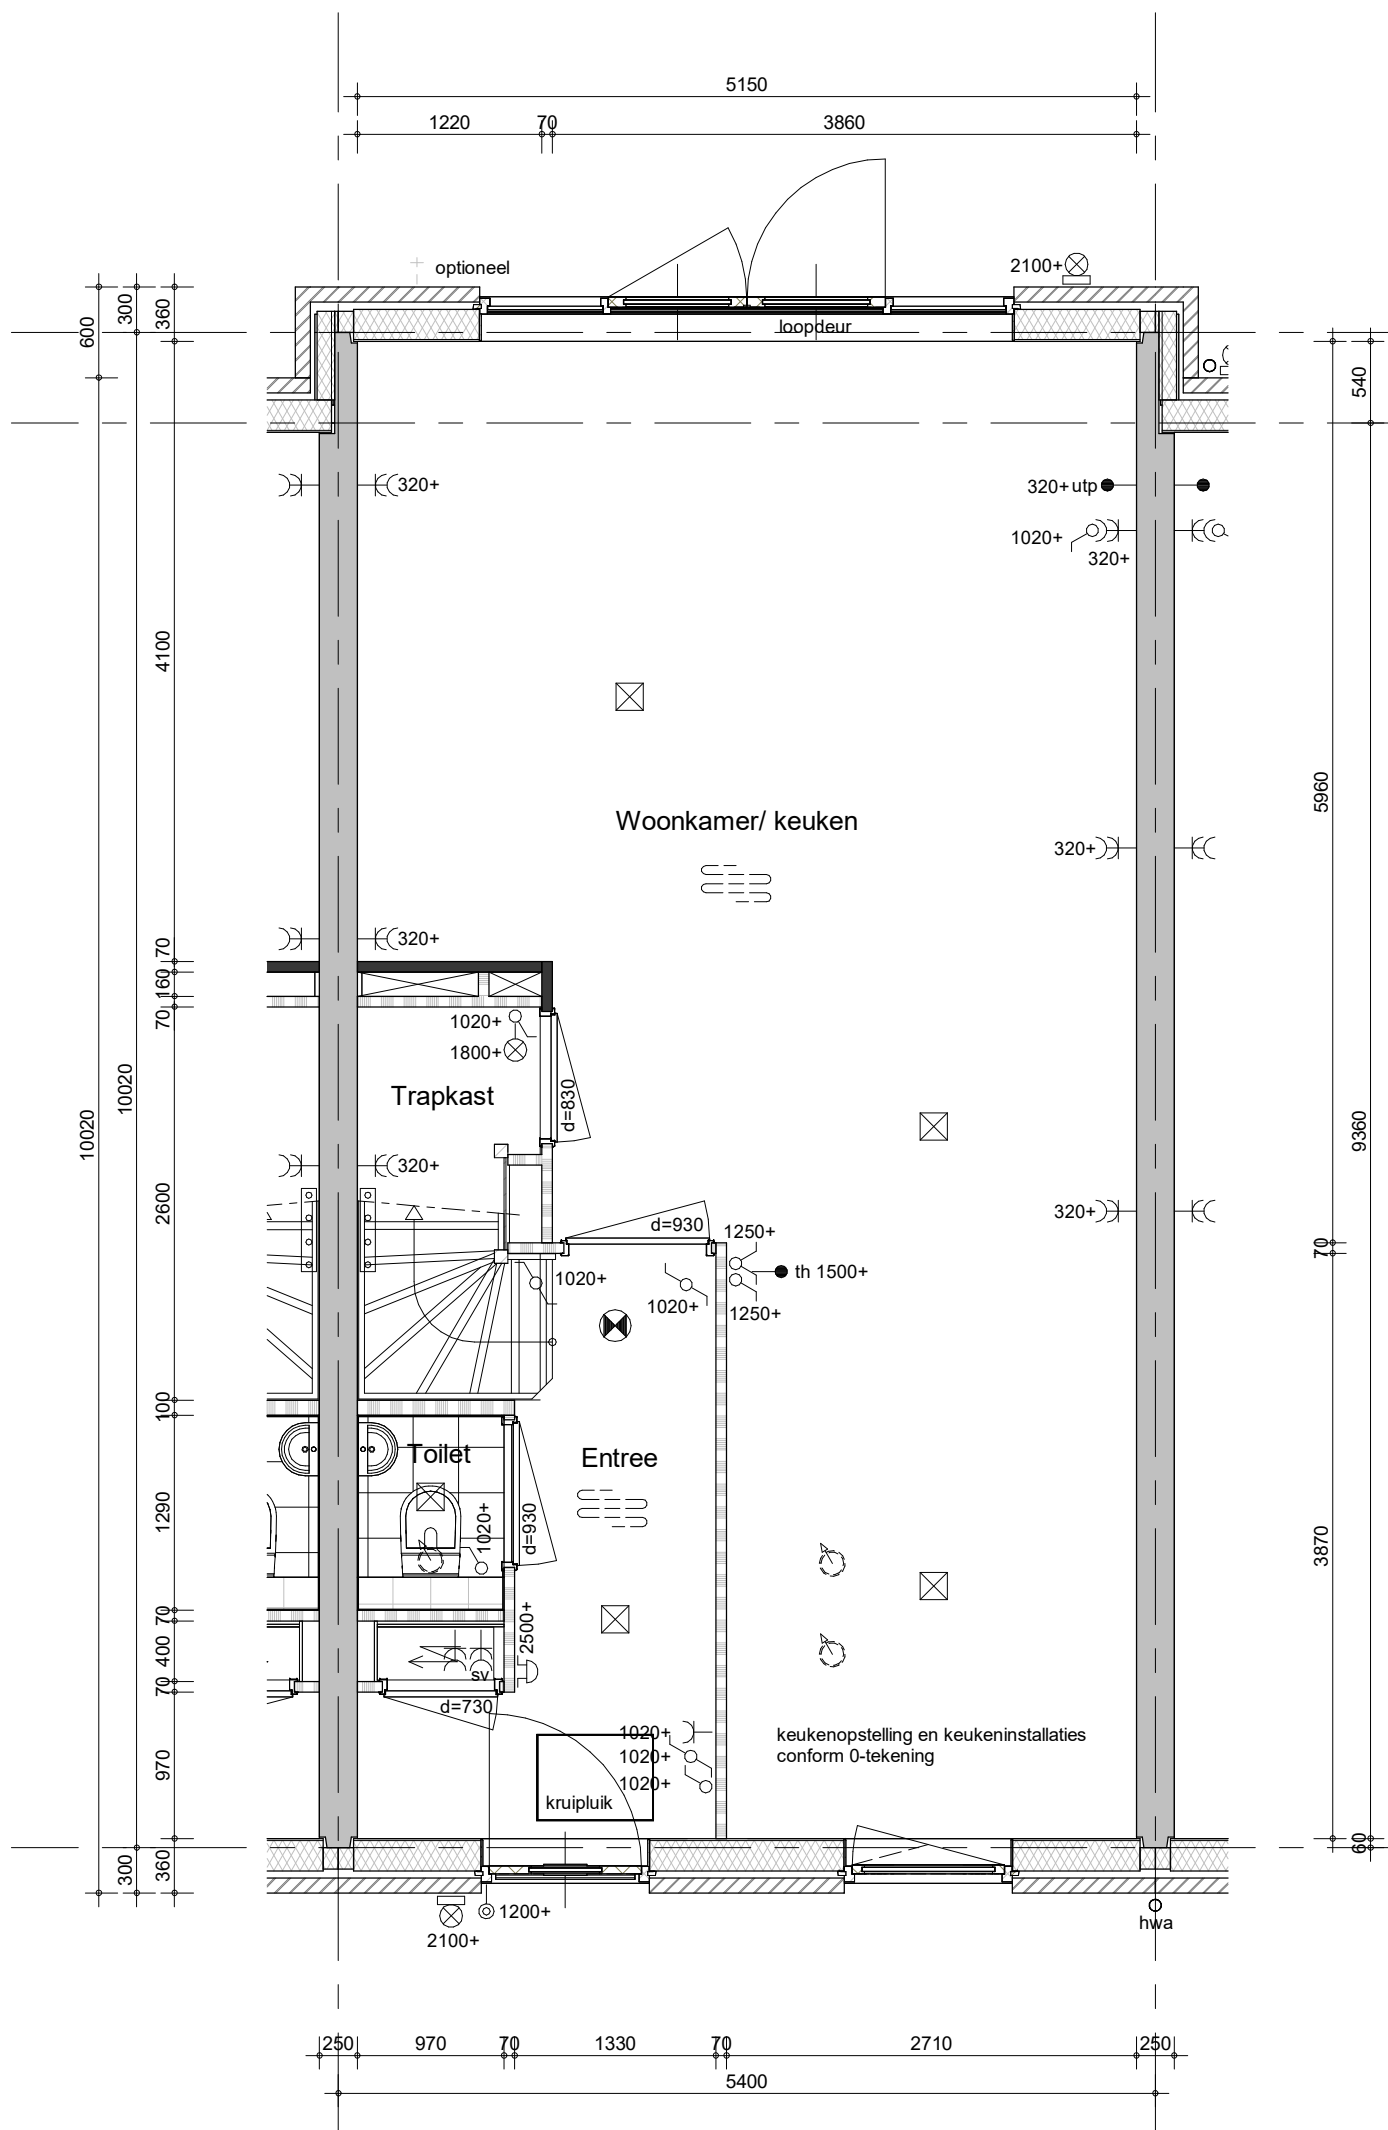 5150
1220 70 3860
optioneel
2100+
loopdeur
600
300
360
540
320+
320+ utp
1020+
320+
4100
5960
Woonkamer/ keuken
320+
320+
70
160
70
1020+
1800+
Trapkast
d=830
10020
10020
9360
320+
2600
320+
d=930
1250+
70
1020+
1020+
th 1500+
1250+
100
Toilet
Entree
1290
1020+
d=930
3870
70
400
70
2500+
sv
d=730
970
1020+
1020+
1020+
keukenopstelling en keukeninstallaties
conform 0-tekening
kruipluik
300
360
60
1200+
2100+
hwa
250 970 70 1330 70 2710 250
5400